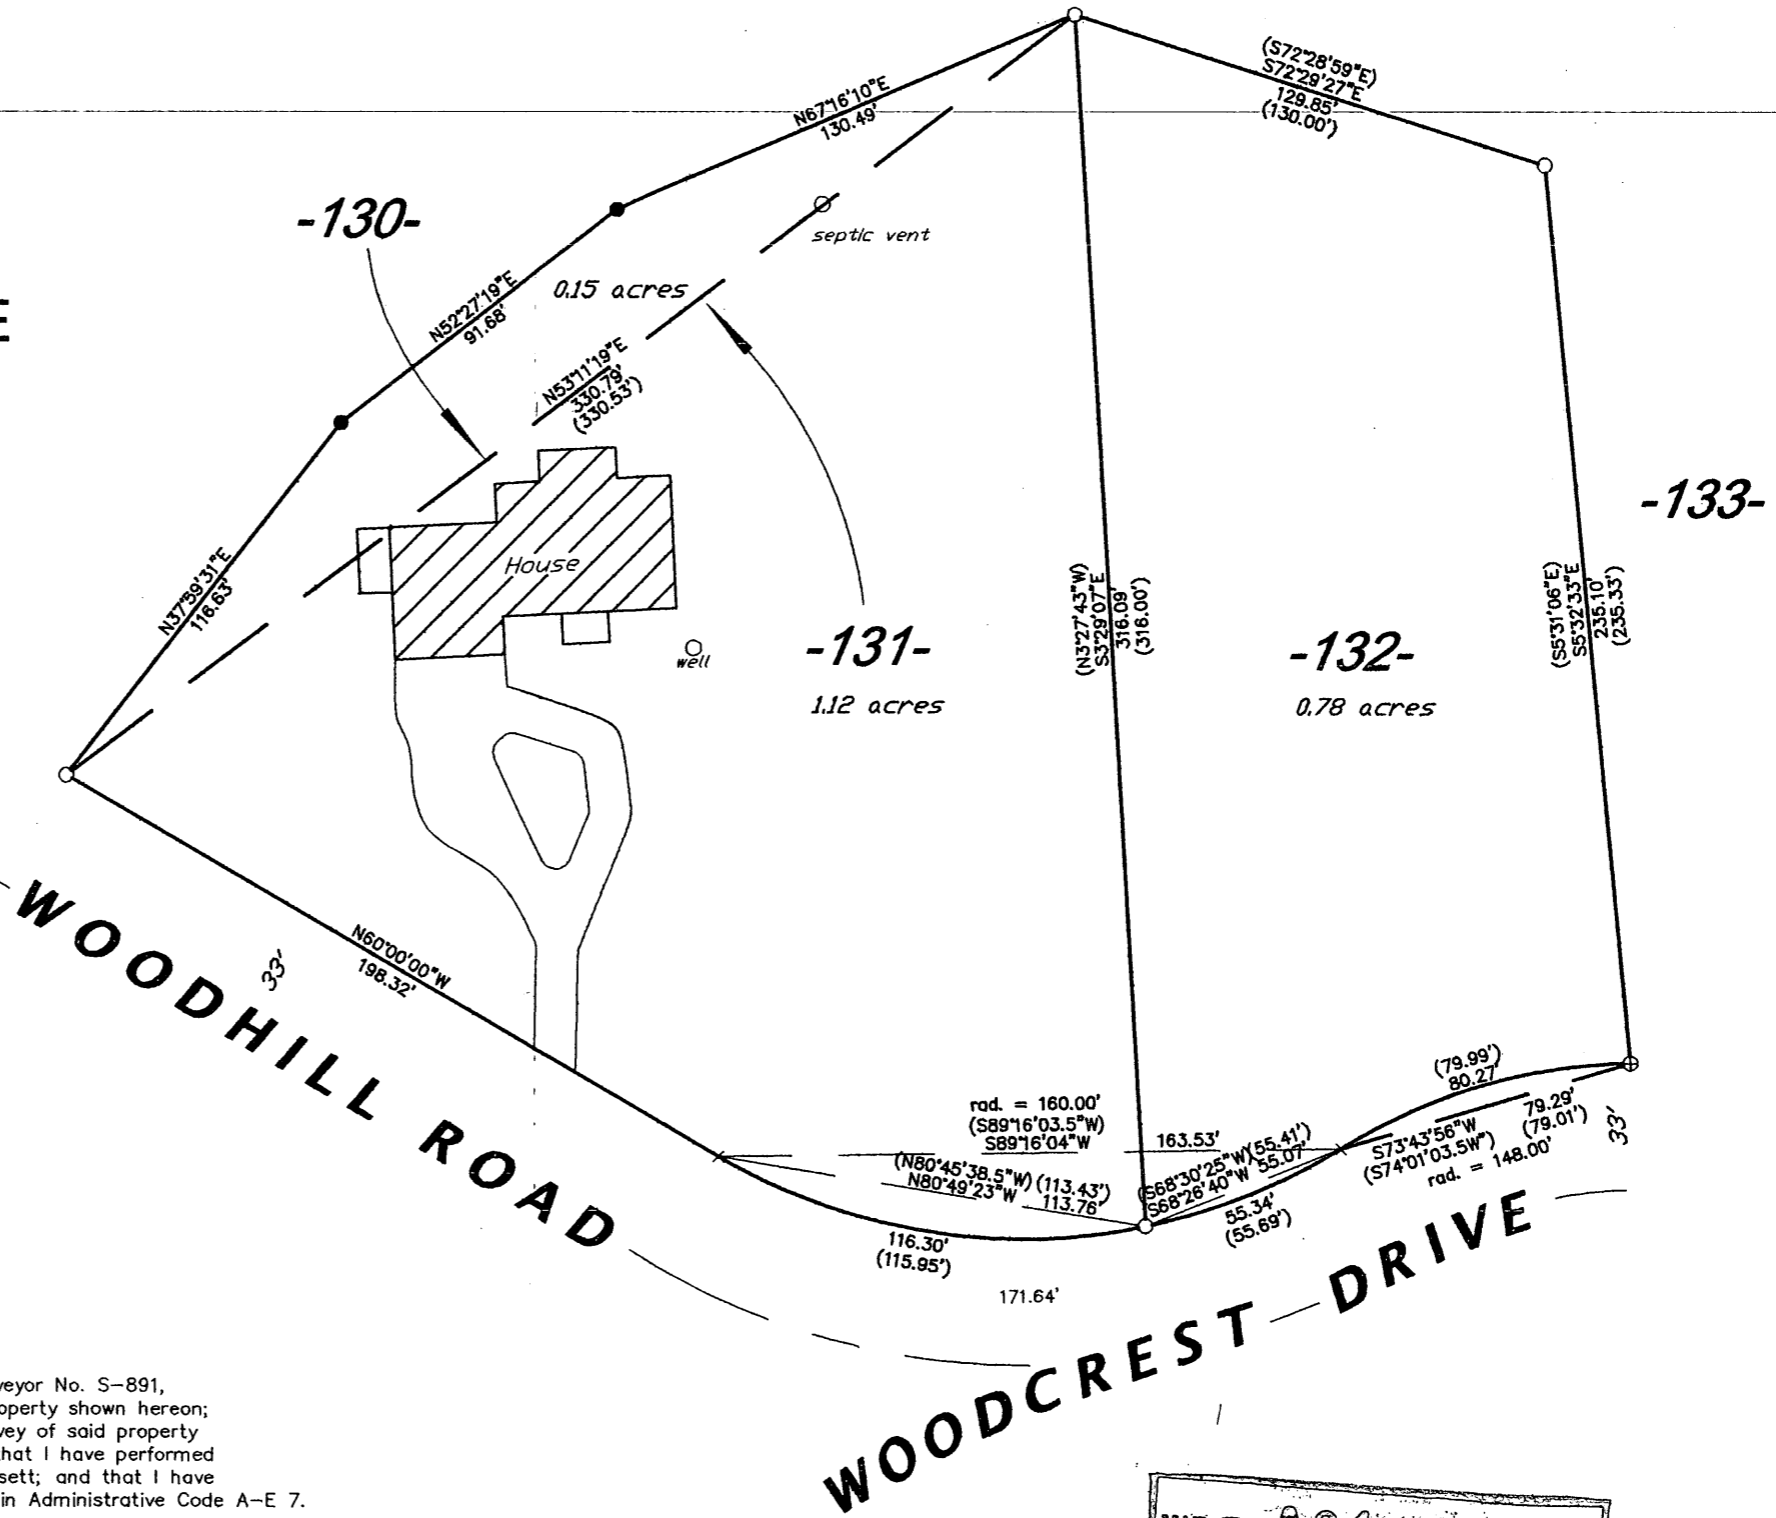 (S72°28'59"E)
S72°29'27"E
129.85'
(130.00')
N67°16'10"E
130.49'
-130-
septic vent
0.15 acres
N52°27'19"E
91.68'
E
N53°11'19"E
330.79'
(330.53')
-133-
House
N37°59'31"E
116.63'
well
-131-
1.12 acres
(N3°27'43"W)
S3°29'07"E
316.09'
(316.00')
-132-
0.78 acres
(S5°31'06"E)
S5°32'33"E
235.10'
(235.33')
N60°00'00"W
198.32'
33'
WOODHILL ROAD
rad. = 160.00'
(S89°16'03.5"W)
S89°16'04"W
163.53'
(N80°45'38.5"W) (113.43')
N80°49'23"W 113.76'
(S68°30'25"W)(55.41')
S68°26'40"W 55.07'
(79.99')
80.27'
79.29'
(79.01')
S73°43'56"W
(S74°01'03.5W")
rad. = 148.00'
33'
116.30'
(115.95')
55.34'
(55.69')
171.64'
WOODCREST DRIVE
veyor No. S-891,
operty shown hereon;
vey of said property
that I have performed
sett; and that I have
in Administrative Code A-E 7.